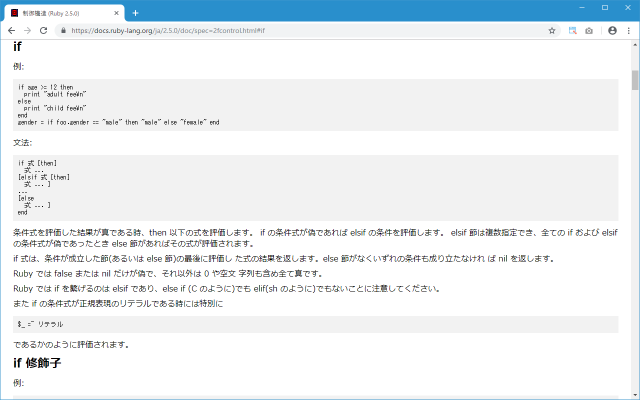 制御構造 (Ruby 2.5.0)
https://docs.ruby-lang.org/ja/2.5.0/doc/spec=2fcontrol.html#if
if
例:
if age >= 12 then
print "adult fee¥n"
else
print "child fee¥n"
end
gender = if foo.gender == "male" then "male" else "female" end
文法:
if 式 [then]
式 ...
[elsif 式 [then]
式 ... ]
...
[else
式 ... ]
end
条件式を評価した結果が真である時、then 以下の式を評価します。 if の条件式が偽であれば elsif の条件を評価します。 elsif 節は複数指定でき、全ての if および elsif
の条件式が偽であったとき else 節があればその式が評価されます。
if 式は、条件が成立した節(あるいは else 節)の最後に評価し た式の結果を返します。else 節がなくいずれの条件も成り立たなけれ ば nil を返します。
Ruby では false または nil だけが偽で、それ以外は 0 や空文 字列も含め全て真です。
Ruby では if を繋げるのは elsif であり、else if (C のように)でも elif(sh のように)でもないことに注意してください。
また if の条件式が正規表現のリテラルである時には特別に
$_ =~ リテラル
であるかのように評価されます。
if 修飾子
例: